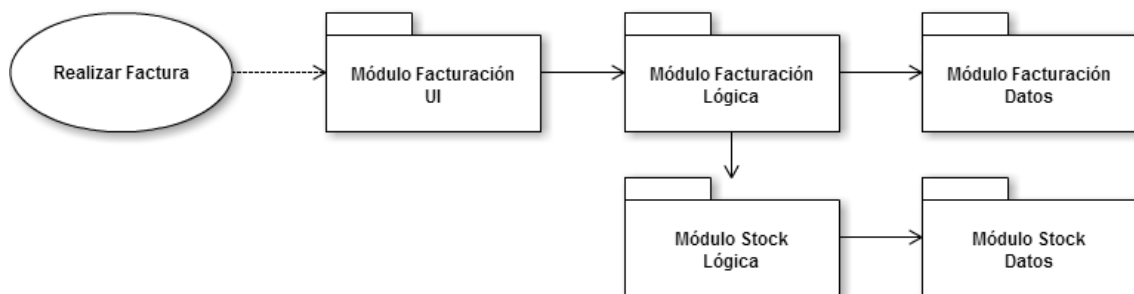 Realizar Factura
Módulo Facturación
UI
Módulo Facturación
Lógica
Módulo Facturación
Datos
Módulo Stock
Lógica
Módulo Stock
Datos